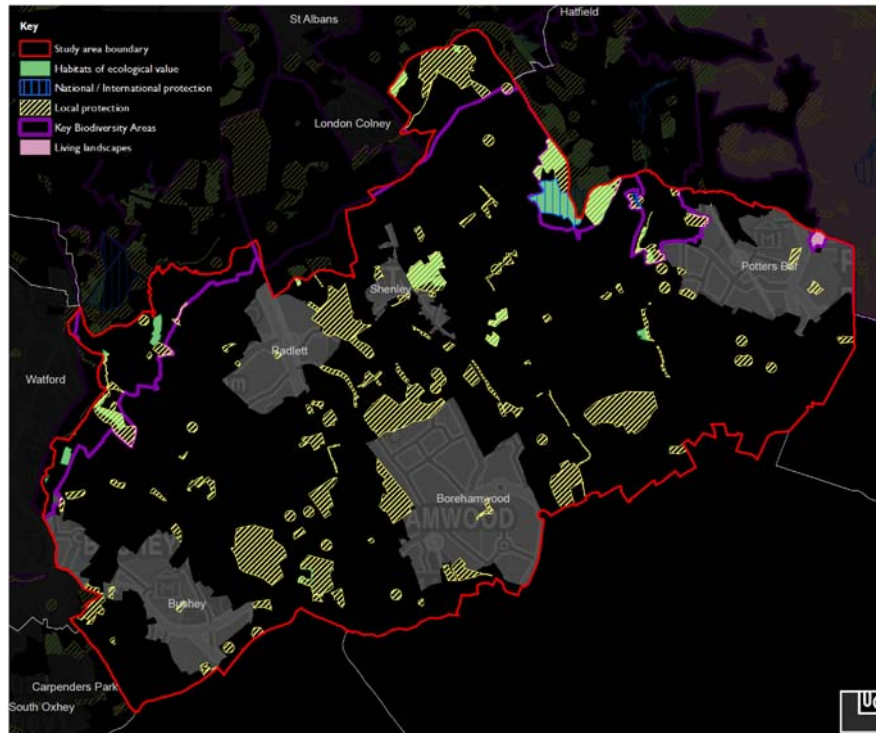 St Albans
Hatfield
Key
Study area boundary
Habitats of ecological value
National / International protection
Local protection
Key Biodiversity Areas
Living landscapes
London Colney
Potters Bar
Shenley
Radlett
Watford
Borehamwood
AMWOOD
Bushey
Carpenders Park
South Oxhey